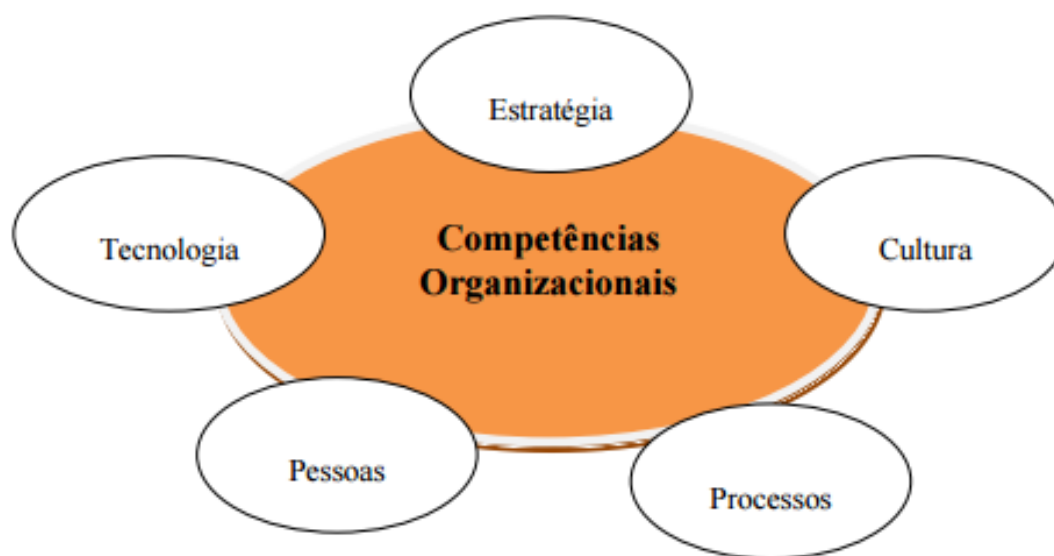 Estratégia
Tecnologia
Competências
Organizacionais
Cultura
Pessoas
Processos